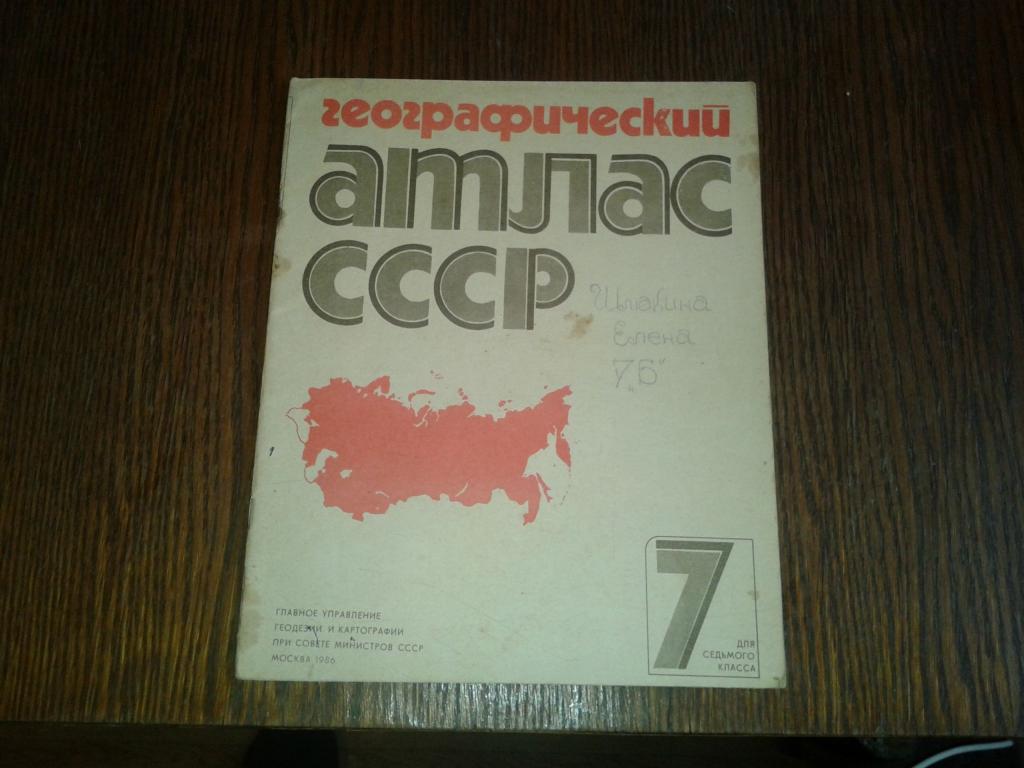 географический
атлас
СССР
Елена
7„Б“
ГЛАВНОЕ УПРАВЛЕНИЕ
ГЕОДЕЗИИ И КАРТОГРАФИИ
ПРИ СОВЕТЕ МИНИСТРОВ СССР
МОСКВА 1986
7
ДЛЯ
СЕДЬМОГО
КЛАССА